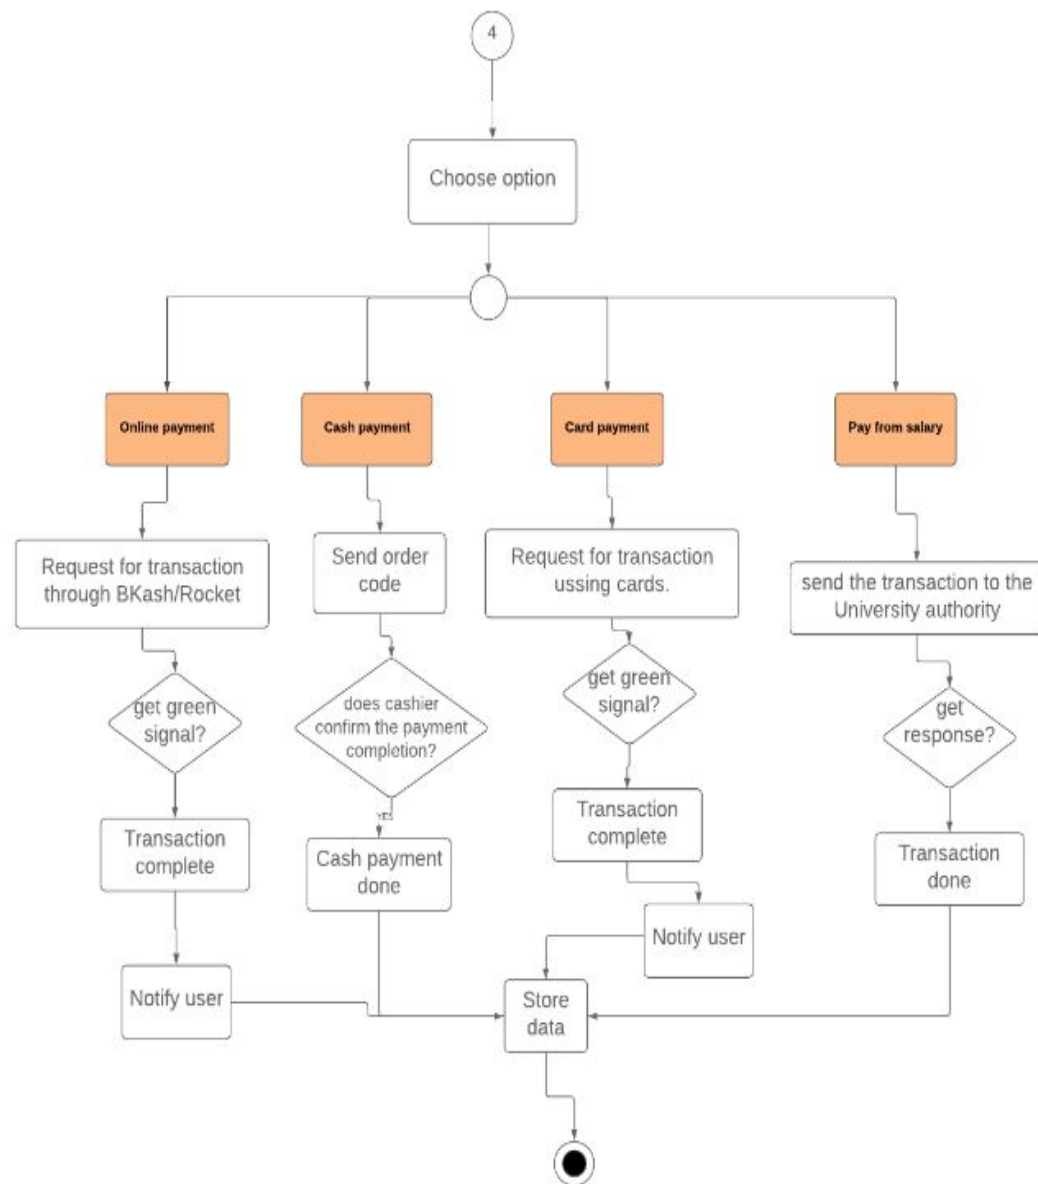 4
Choose option
Online payment
Cash payment
Card payment
Pay from salary
Request for transaction
through BKash/Rocket
Send order
code
Request for transaction
ussing cards.
send the transaction to the
University authority
get green
signal?
does cashier
confirm the payment
completion?
get green
signal?
get
response?
YES
Transaction
complete
Cash payment
done
Transaction
complete
Transaction
done
Notify user
Notify user
Store
data